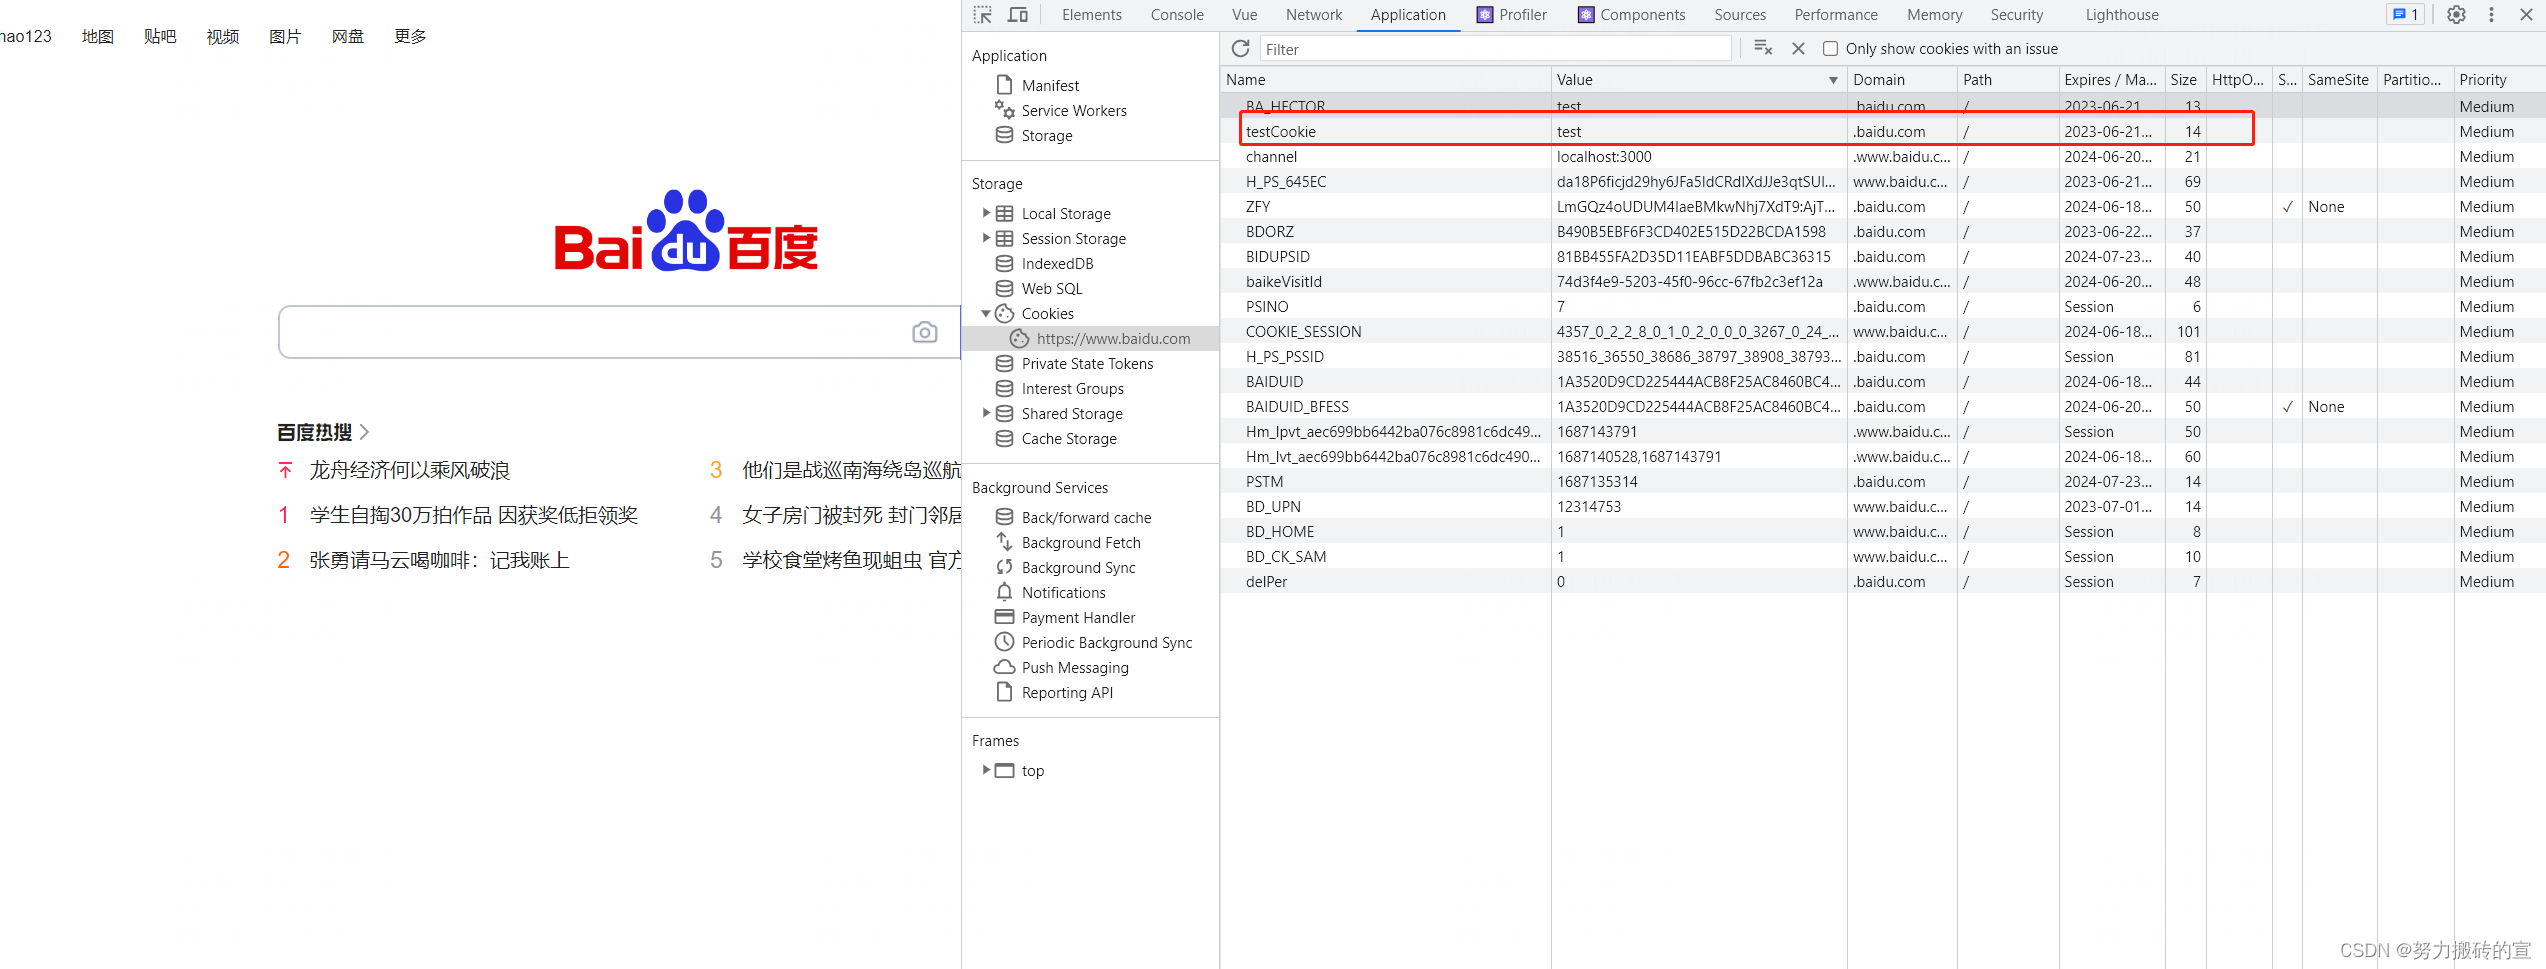 hao123 地图 贴吧 视频 图片 网盘 更多
Bai du 百度
百度热搜
龙舟经济何以乘风破浪
1 学生自掏30万拍作品 因获奖低拒领奖
2 张勇请马云喝咖啡：记我账上
3 他们是战巡南海绕岛巡航
4 女子房门被封死 封门邻居
5 学校食堂烤鱼现蛆虫 官方
Elements Console Vue Network Application Profiler Components Sources Performance Memory Security Lighthouse 1
Application
Manifest
Service Workers
Storage
Storage
Local Storage
Session Storage
IndexedDB
Web SQL
Cookies
https://www.baidu.com
Private State Tokens
Interest Groups
Shared Storage
Cache Storage
Background Services
Back/forward cache
Background Fetch
Background Sync
Notifications
Payment Handler
Periodic Background Sync
Push Messaging
Reporting API
Frames
top
Filter Only show cookies with an issue
Name Value Domain Path Expires / Ma... Size HttpO... S... SameSite Partitio... Priority
BA_HECTOR test .baidu.com / 2023-06-21... 13 Medium
testCookie test .baidu.com / 2023-06-21... 14 Medium
channel localhost:3000 .www.baidu.c... / 2024-06-20... 21 Medium
H_PS_645EC da18P6ficjd29hy6JFa5IdCRdIXdJJe3qtSUI... www.baidu.c... / 2023-06-21... 69 Medium
ZFY LmGQz4oUDUM4IaeBMkwNhj7XdT9:AjT... .baidu.com / 2024-06-18... 50 ✓ None Medium
BDORZ B490B5EBF6F3CD402E515D22BCDA1598 .baidu.com / 2023-06-22... 37 Medium
BIDUPSID 81BB455FA2D35D11EABF5DDBABC36315 .baidu.com / 2024-07-23... 40 Medium
baikeVisitId 74d3f4e9-5203-45f0-96cc-67fb2c3ef12a .www.baidu.c... / 2024-06-20... 48 Medium
PSINO 7 .baidu.com / Session 6 Medium
COOKIE_SESSION 4357_0_2_2_8_0_1_0_2_0_0_0_3267_0_24_... www.baidu.c... / 2024-06-18... 101 Medium
H_PS_PSSID 38516_36550_38686_38797_38908_38793... .baidu.com / Session 81 Medium
BAIDUID 1A3520D9CD225444ACB8F25AC8460BC4... .baidu.com / 2024-06-18... 44 Medium
BAIDUID_BFESS 1A3520D9CD225444ACB8F25AC8460BC4... .baidu.com / 2024-06-20... 50 ✓ None Medium
Hm_lpvt_aec699bb6442ba076c8981c6dc49... 1687143791 .www.baidu.c... / Session 50 Medium
Hm_lvt_aec699bb6442ba076c8981c6dc490... 1687140528,1687143791 .www.baidu.c... / 2024-06-18... 60 Medium
PSTM 1687135314 .baidu.com / 2024-07-23... 14 Medium
BD_UPN 12314753 www.baidu.c... / 2023-07-01... 14 Medium
BD_HOME 1 www.baidu.c... / Session 8 Medium
BD_CK_SAM 1 www.baidu.c... / Session 10 Medium
delPer 0 .baidu.com / Session 7 Medium
CSDN @努力搬砖的宣